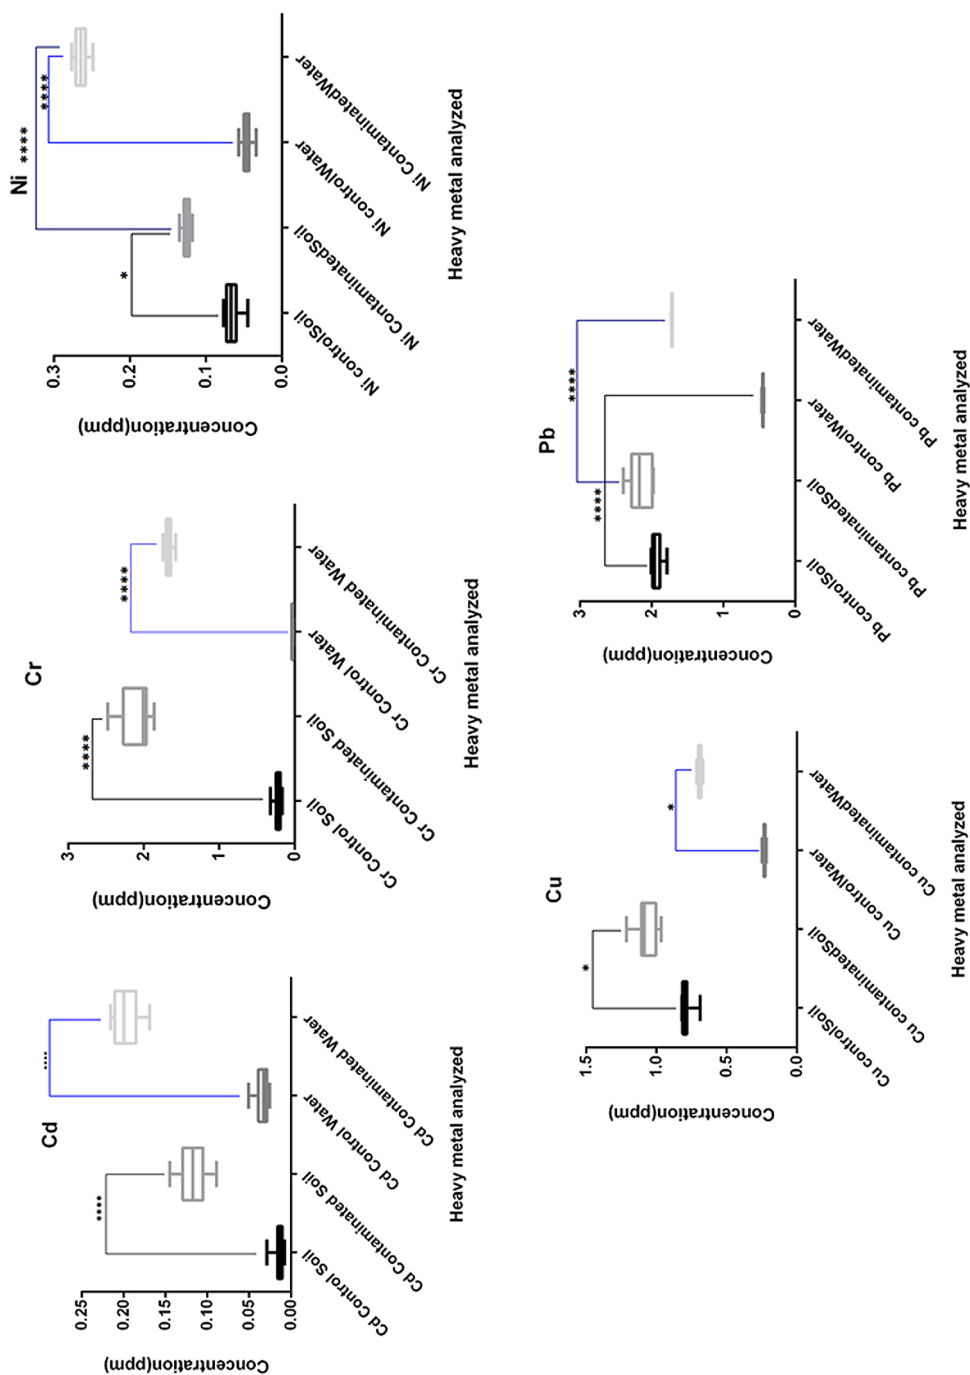 Cd
Concentration(ppm)
0.25
0.20
0.15
0.10
0.05
0.00
****
****
Cd Control Soil
Cd Contaminated Soil
Cd Control Water
Cd Contaminated Water
Heavy metal analyzed
Cr
Concentration(ppm)
3
2
1
0
****
****
Cr Control Soil
Cr Contaminated Soil
Cr Control Water
Cr Contaminated Water
Heavy metal analyzed
Ni
Concentration(ppm)
0.3
0.2
0.1
0.0
****
****
*
Ni controlSoil
Ni ContaminatedSoil
Ni controlWater
Ni ContaminatedWater
Heavy metal analyzed
Cu
Concentration(ppm)
1.5
1.0
0.5
0.0
*
*
Cu controlSoil
Cu contaminatedSoil
Cu controlWater
Cu contaminatedWater
Heavy metal analyzed
Pb
Concentration(ppm)
3
2
1
0
****
****
Pb controlSoil
Pb contaminatedSoil
Pb controlWater
Pb contaminatedWater
Heavy metal analyzed